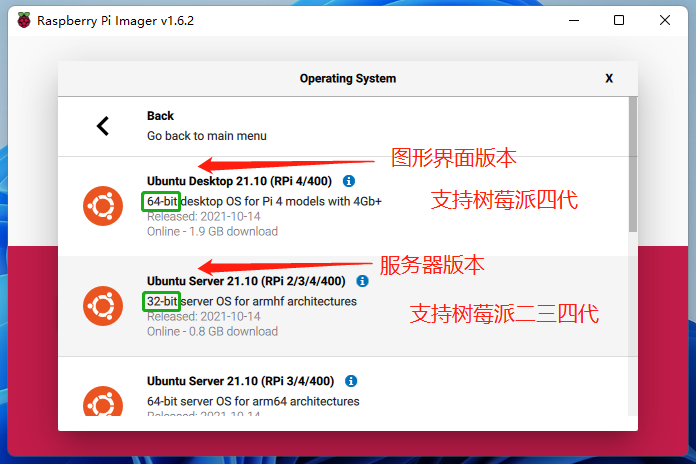 Raspberry Pi Imager v1.6.2
Operating System
X
Back
Go back to main menu
图形界面版本
Ubuntu Desktop 21.10 (RPi 4/400)
支持树莓派四代
64-bit desktop OS for Pi 4 models with 4Gb+
Released: 2021-10-14
Online - 1.9 GB download
服务器版本
Ubuntu Server 21.10 (RPi 2/3/4/400)
32-bit server OS for armhf architectures
支持树莓派二三四代
Released: 2021-10-14
Online - 0.8 GB download
Ubuntu Server 21.10 (RPi 3/4/400)
64-bit server OS for arm64 architectures
Released: 2021-10-14